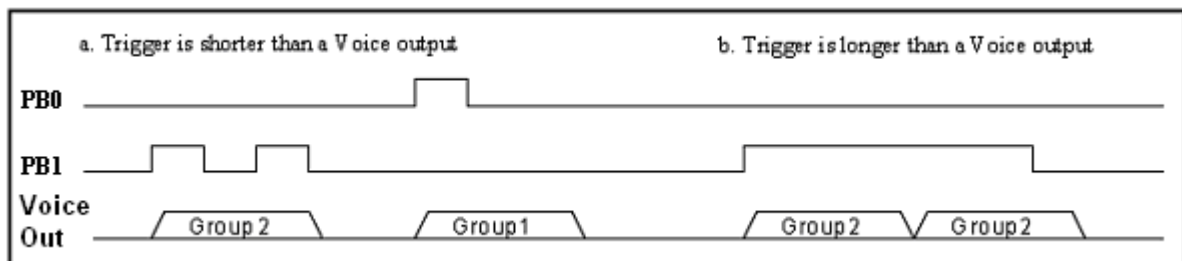 a. Trigger is shorter than a Voice output
b. Trigger is longer than a Voice output
PB0
PB1
Voice
Out
Group 2
Group1
Group2
Group2